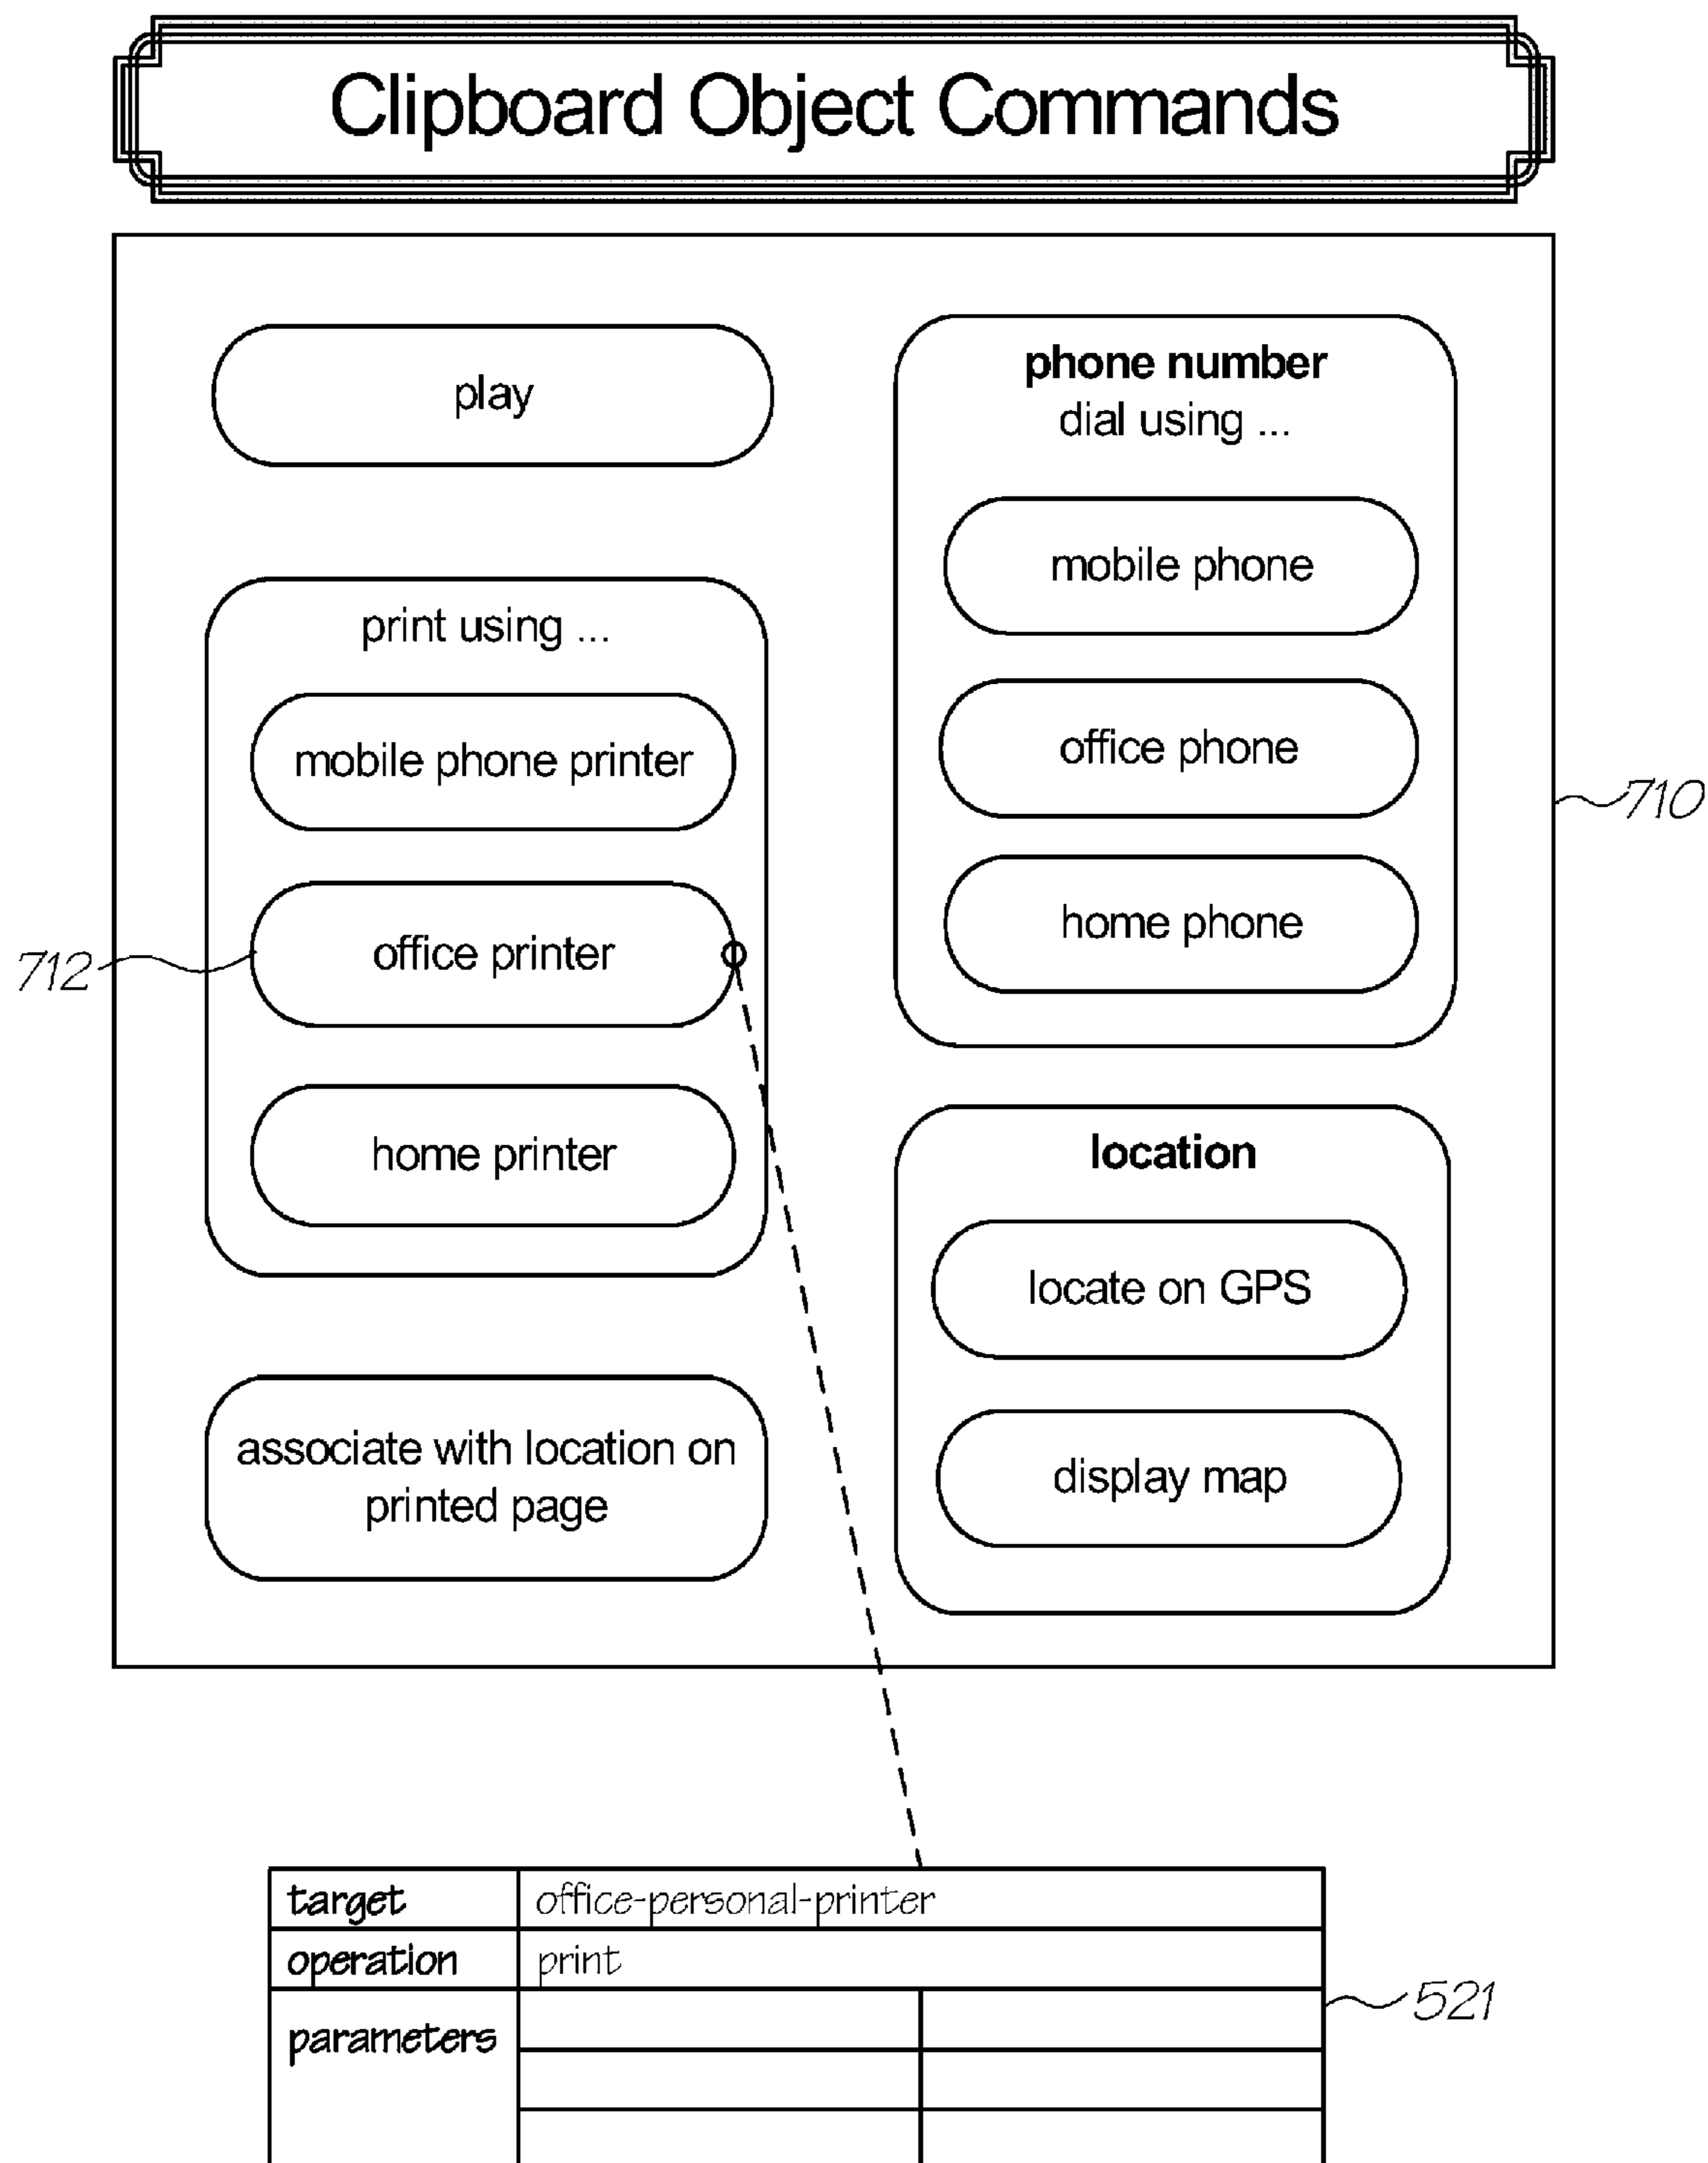 Clipboard Object Commands
play
print using ...
mobile phone printer
712
office printer
home printer
associate with location on
printed page
phone number
dial using ...
mobile phone
office phone
710
home phone
location
locate on GPS
display map
target office-personal-printer
operation print
521
parameters